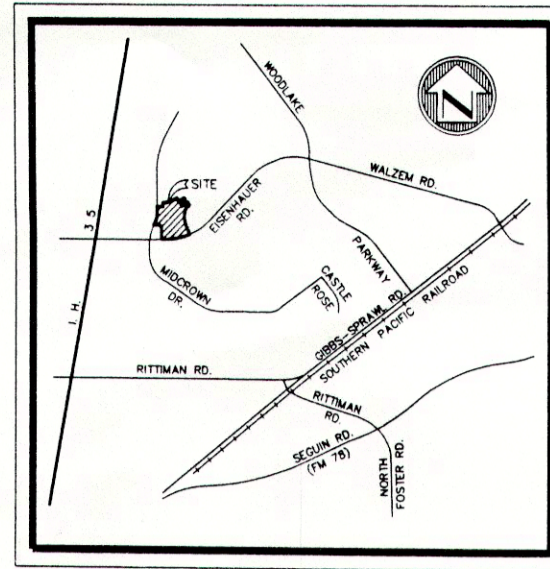 WOODLAKE
N
WALZEM RD.
SITE
EISENHAUER
RD.
I. H. 35
PARKWAY
MIDCROWN
DR.
CASTLE
ROSE
GIBBS-SPRAWL RD.
SOUTHERN PACIFIC RAILROAD
RITTIMAN RD.
RITTIMAN
RD.
SEGUIN RD.
(FM 78)
NORTH
FOSTER RD.